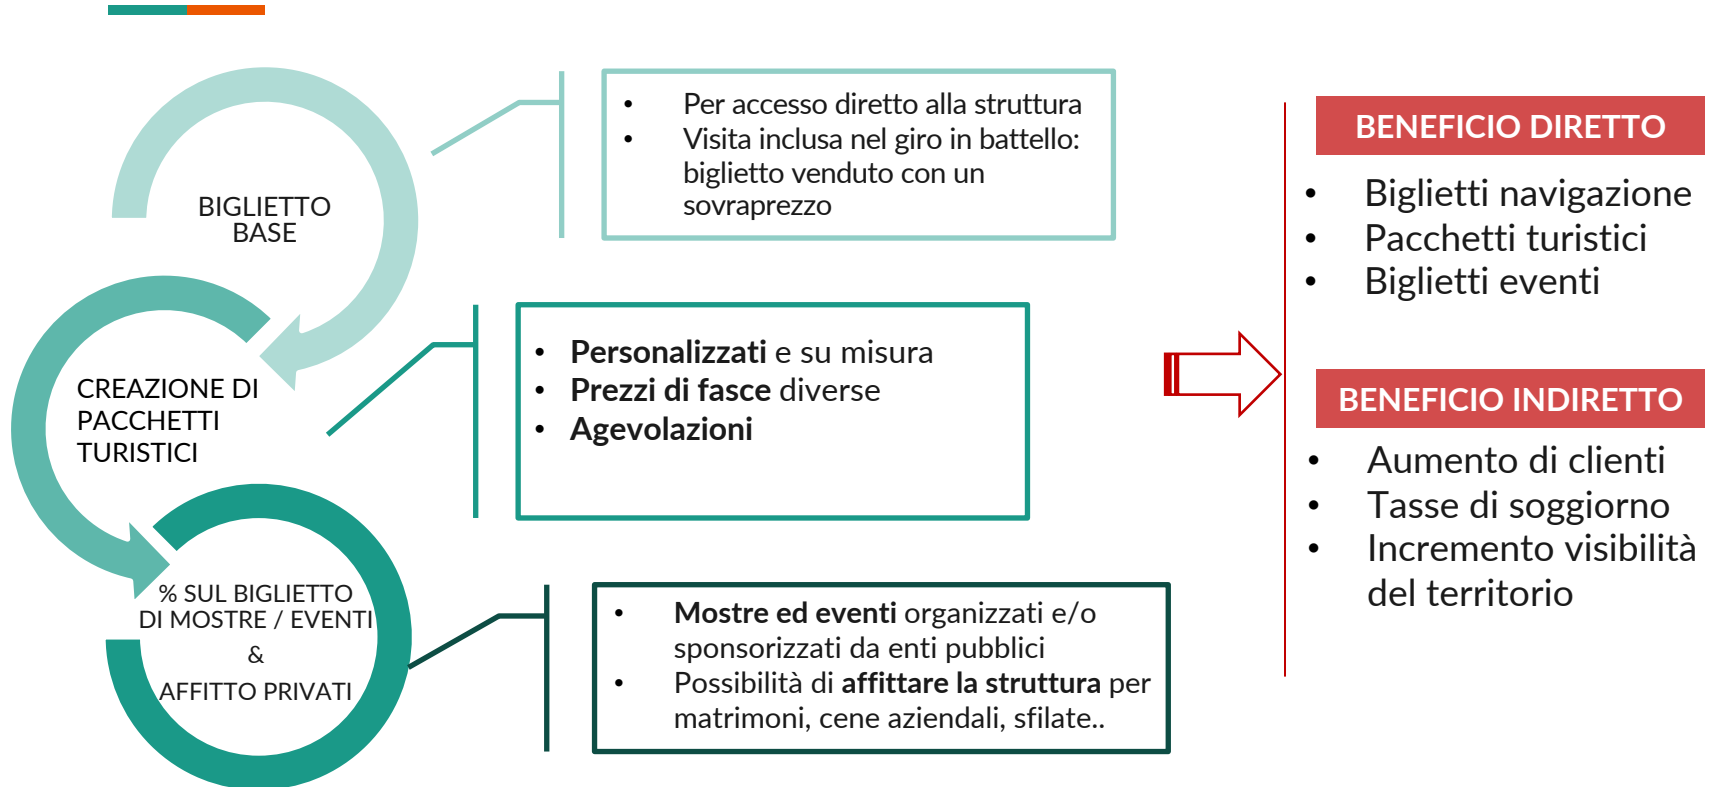 BIGLIETTO
BASE
• Per accesso diretto alla struttura
• Visita inclusa nel giro in battello:
biglietto venduto con un
sovraprezzo
CREAZIONE DI
PACCHETTI
TURISTICI
• Personalizzati e su misura
• Prezzi di fasce diverse
• Agevolazioni
% SUL BIGLIETTO
DI MOSTRE / EVENTI
&
AFFITTO PRIVATI
• Mostre ed eventi organizzati e/o
sponsorizzati da enti pubblici
• Possibilità di affittare la struttura per
matrimoni, cene aziendali, sfilate..
BENEFICIO DIRETTO
• Biglietti navigazione
• Pacchetti turistici
• Biglietti eventi
BENEFICIO INDIRETTO
• Aumento di clienti
• Tasse di soggiorno
• Incremento visibilità
del territorio